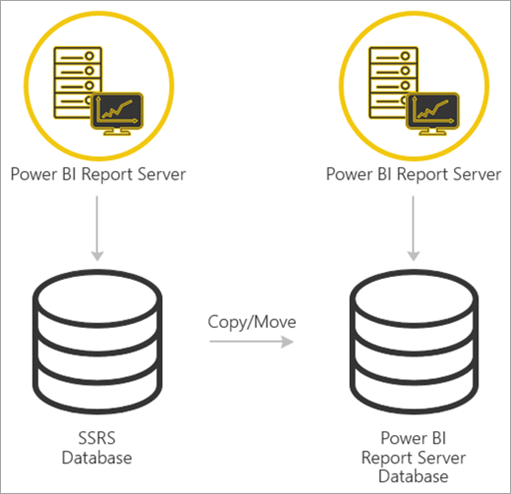 Power BI Report Server
Power BI Report Server
Copy/Move
SSRS
Database
Power BI
Report Server
Database